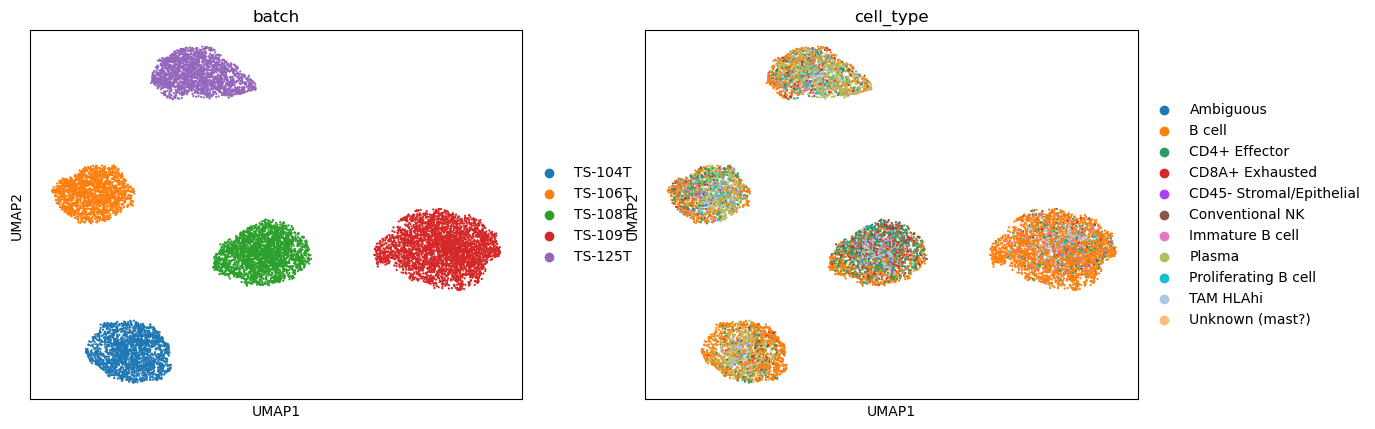 batch
cell_type
UMAP2
UMAP1
TS-104T
TS-106T
TS-108T
TS-109T
TS-125T
UMAP2
UMAP1
Ambiguous
B cell
CD4+ Effector
CD8A+ Exhausted
CD45- Stromal/Epithelial
Conventional NK
Immature B cell
Plasma
Proliferating B cell
TAM HLAhi
Unknown (mast?)